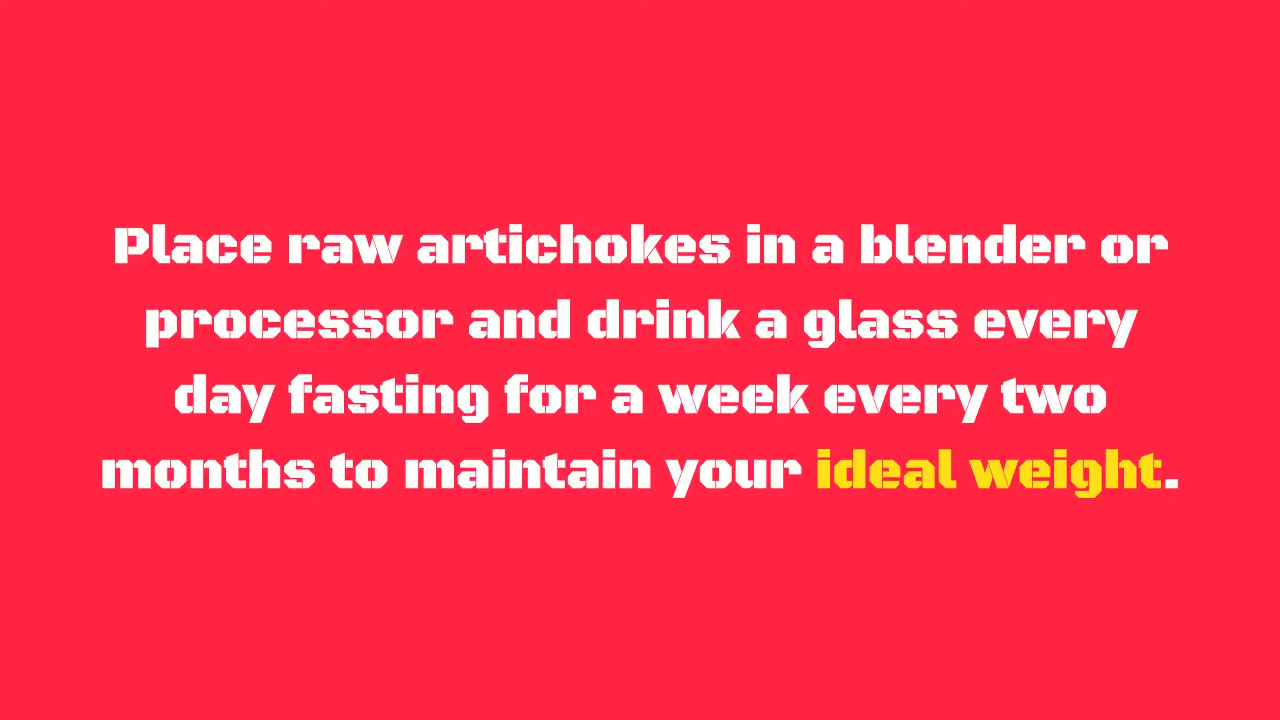 Place raw artichokes in a blender or
processor and drink a glass every
day fasting for a week every two
months to maintain your ideal weight.